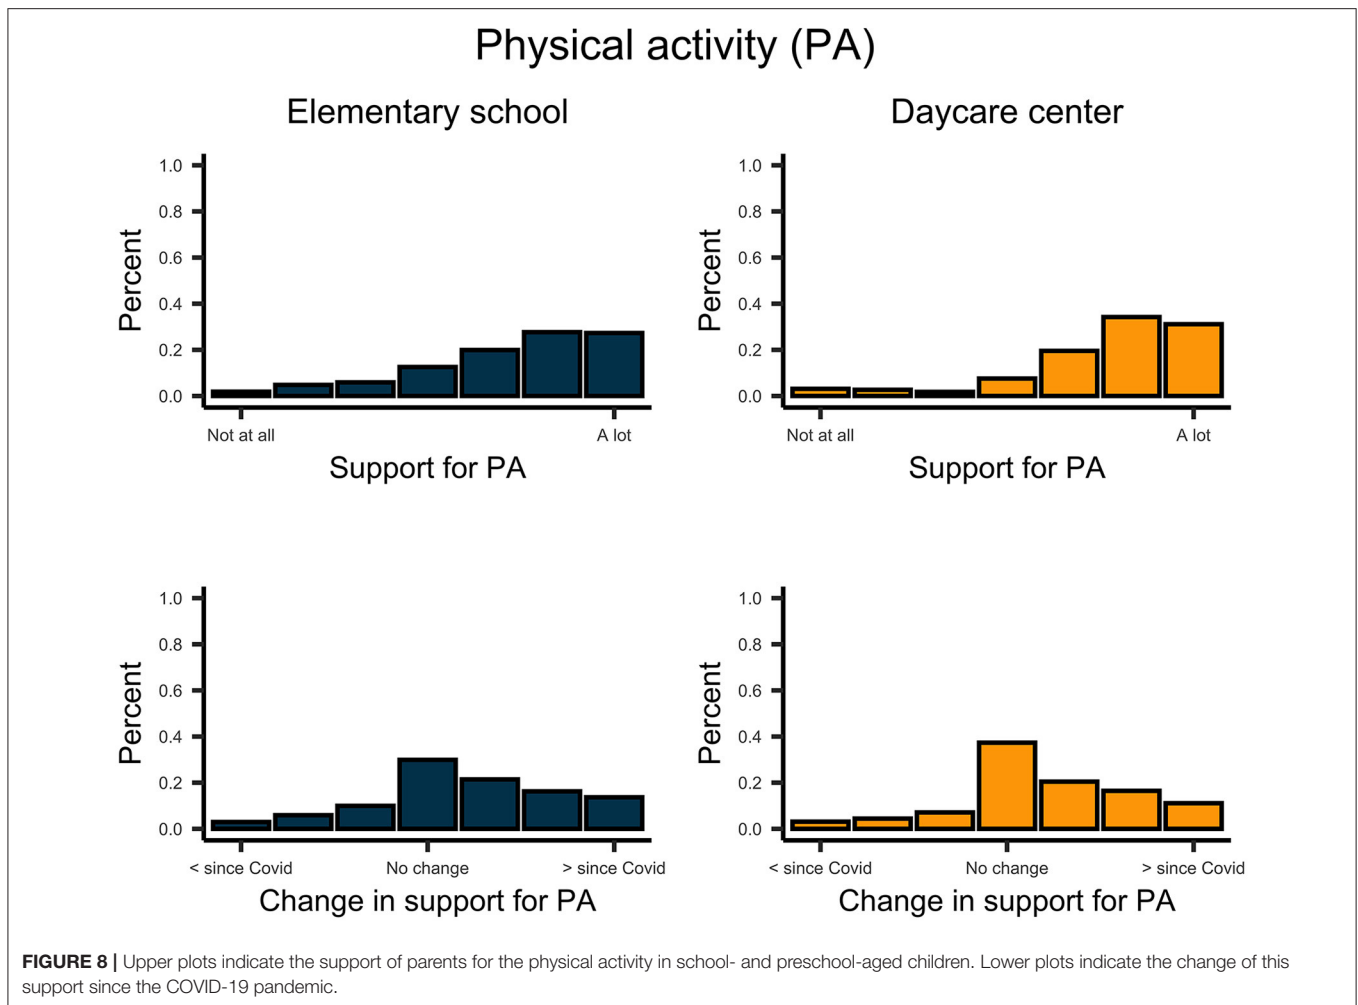 Physical activity (PA)
Elementary school
Daycare center
1.0
0.8
0.6
0.4
0.2
0.0
Percent
Not at all
A lot
Support for PA
1.0
0.8
0.6
0.4
0.2
0.0
Percent
Not at all
A lot
Support for PA
1.0
0.8
0.6
0.4
0.2
0.0
Percent
< since Covid
No change
> since Covid
Change in support for PA
1.0
0.8
0.6
0.4
0.2
0.0
Percent
< since Covid
No change
> since Covid
Change in support for PA
FIGURE 8 | Upper plots indicate the support of parents for the physical activity in school- and preschool-aged children. Lower plots indicate the change of this
support since the COVID-19 pandemic.